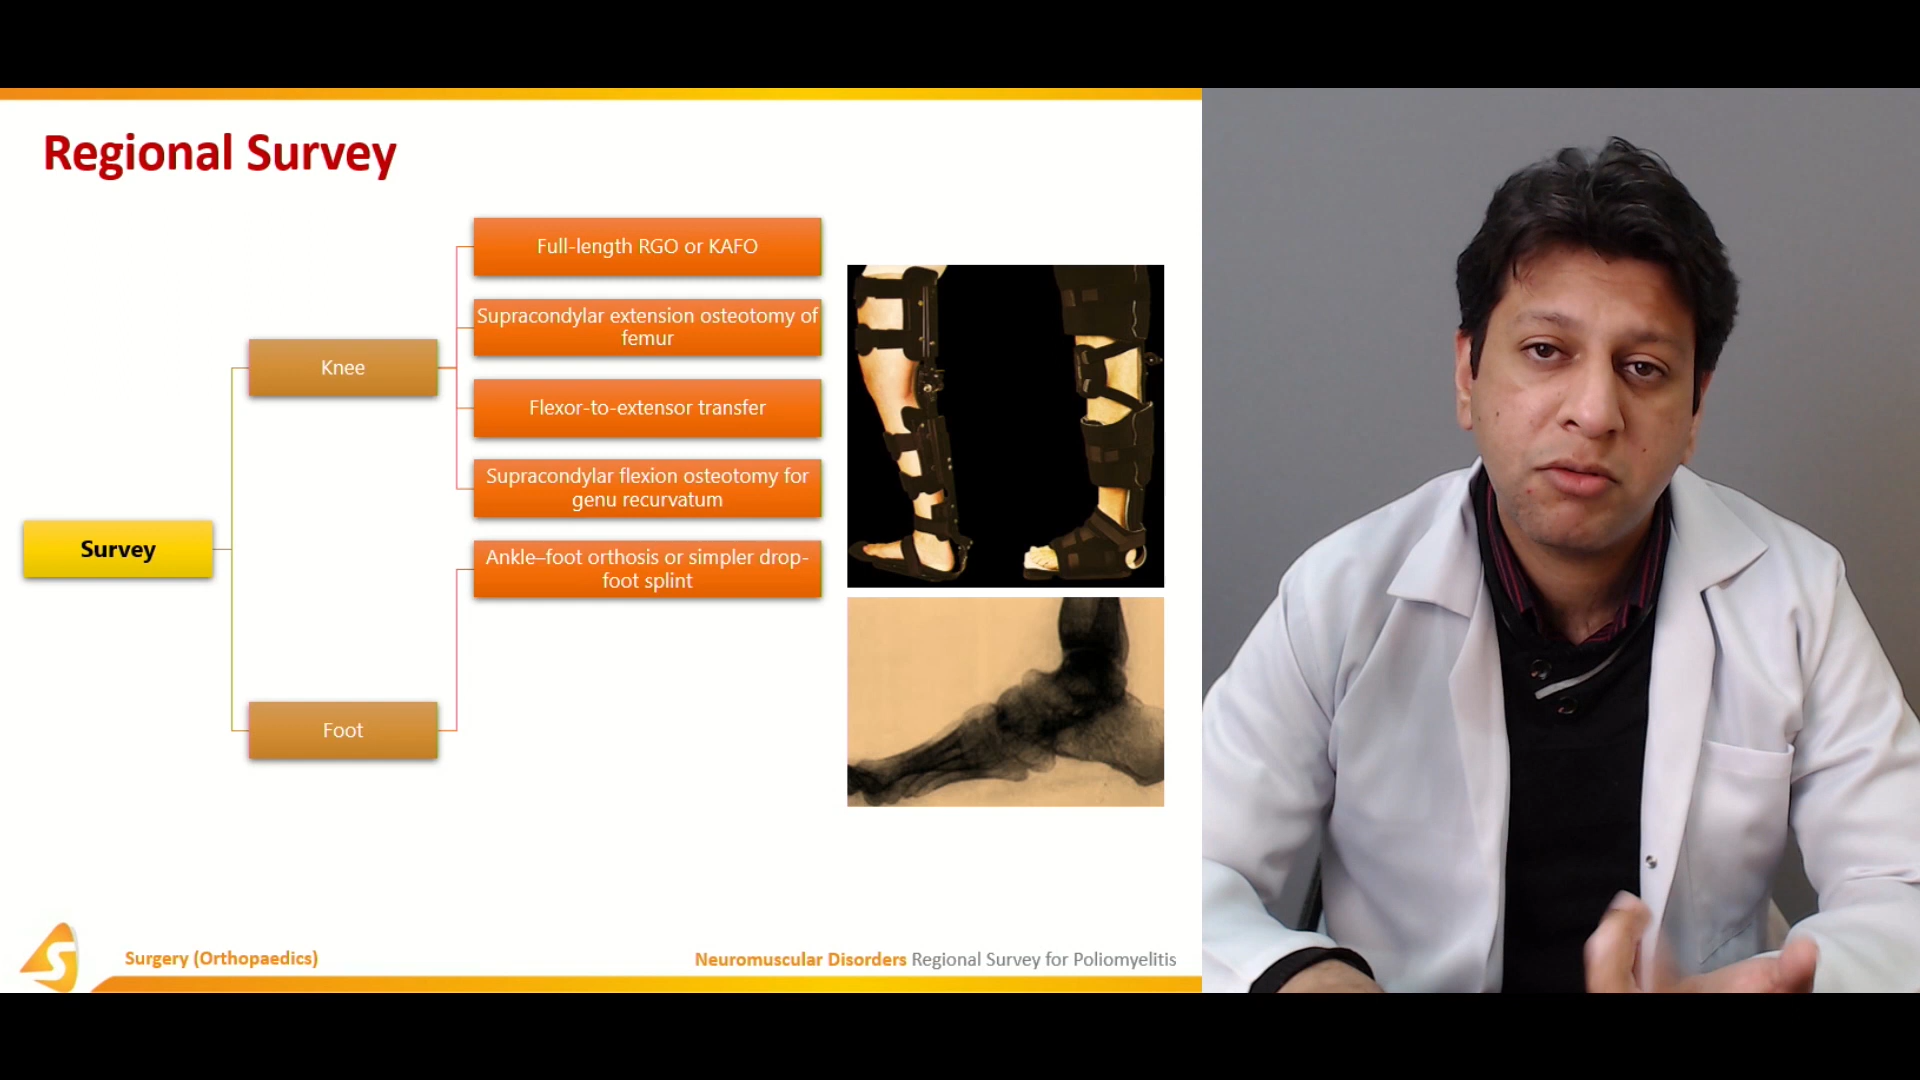 Regional Survey
Full-length RGO or KAFO
Supracondylar extension osteotomy of
femur
Knee
Flexor-to-extensor transfer
Supracondylar flexion osteotomy for
genu recurvatum
Survey
Ankle–foot orthosis or simpler drop-
foot splint
Foot
S
Surgery (Orthopaedics)
Neuromuscular Disorders Regional Survey for Poliomyelitis